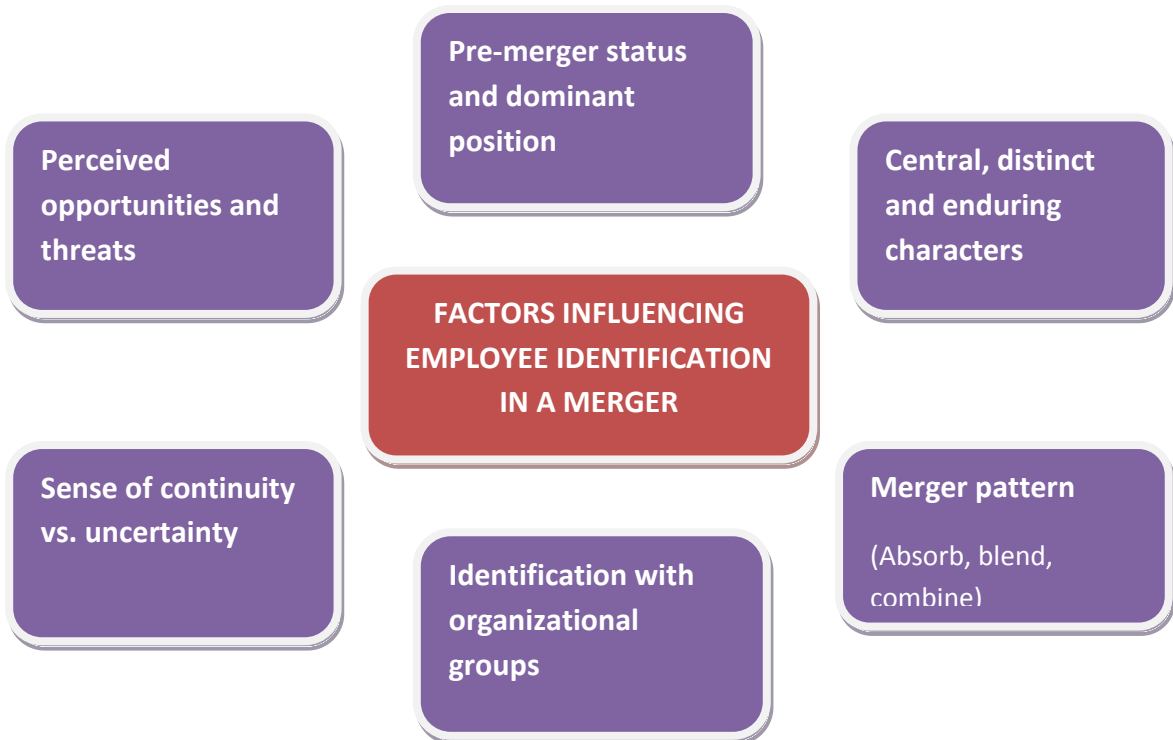 Pre-merger status
and dominant
position
Perceived
opportunities and
threats
Central, distinct
and enduring
characters
FACTORS INFLUENCING
EMPLOYEE IDENTIFICATION
IN A MERGER
Sense of continuity
vs. uncertainty
Merger pattern
(Absorb, blend,
combine)
Identification with
organizational
groups